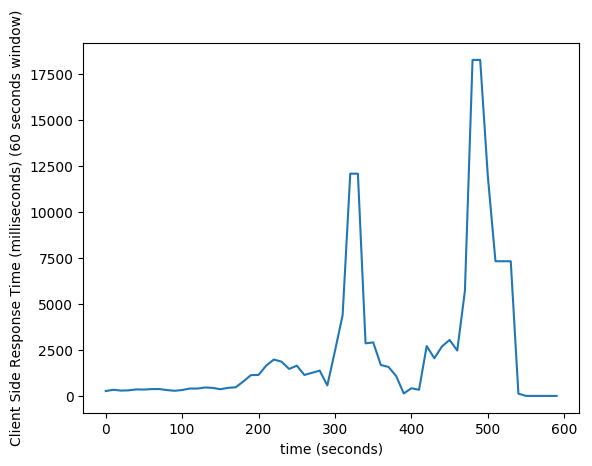 Client Side Response Time (milliseconds) (60 seconds window)
17500
15000
12500
10000
7500
5000
2500
0
0 100 200 300 400 500 600
time (seconds)